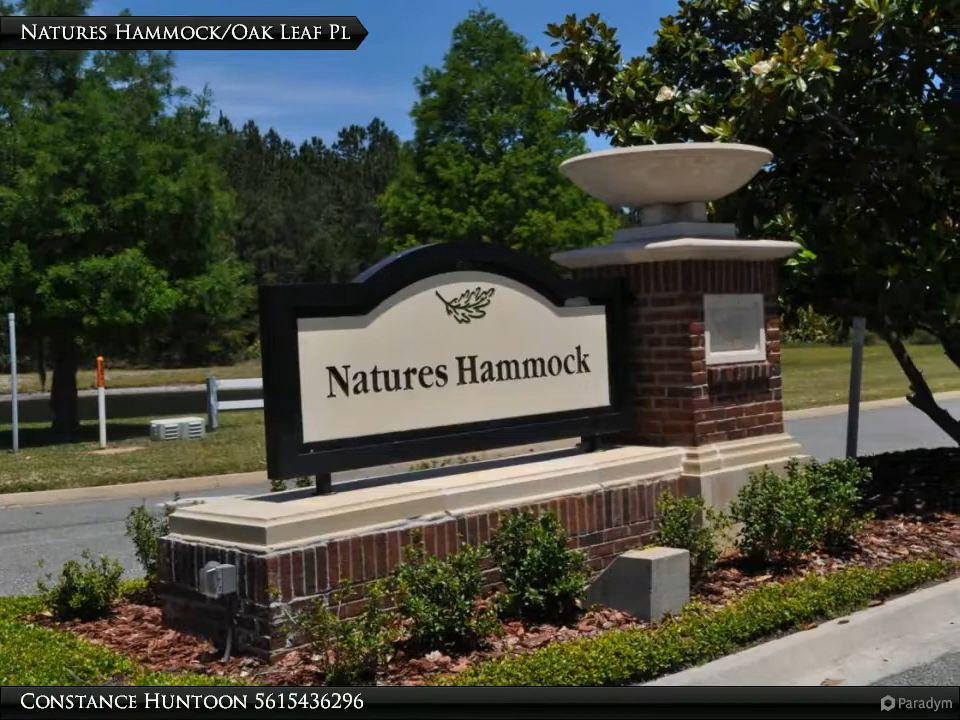 Natures Hammock/Oak Leaf Pl
Natures Hammock
Constance Huntoon 5615436296
Paradym